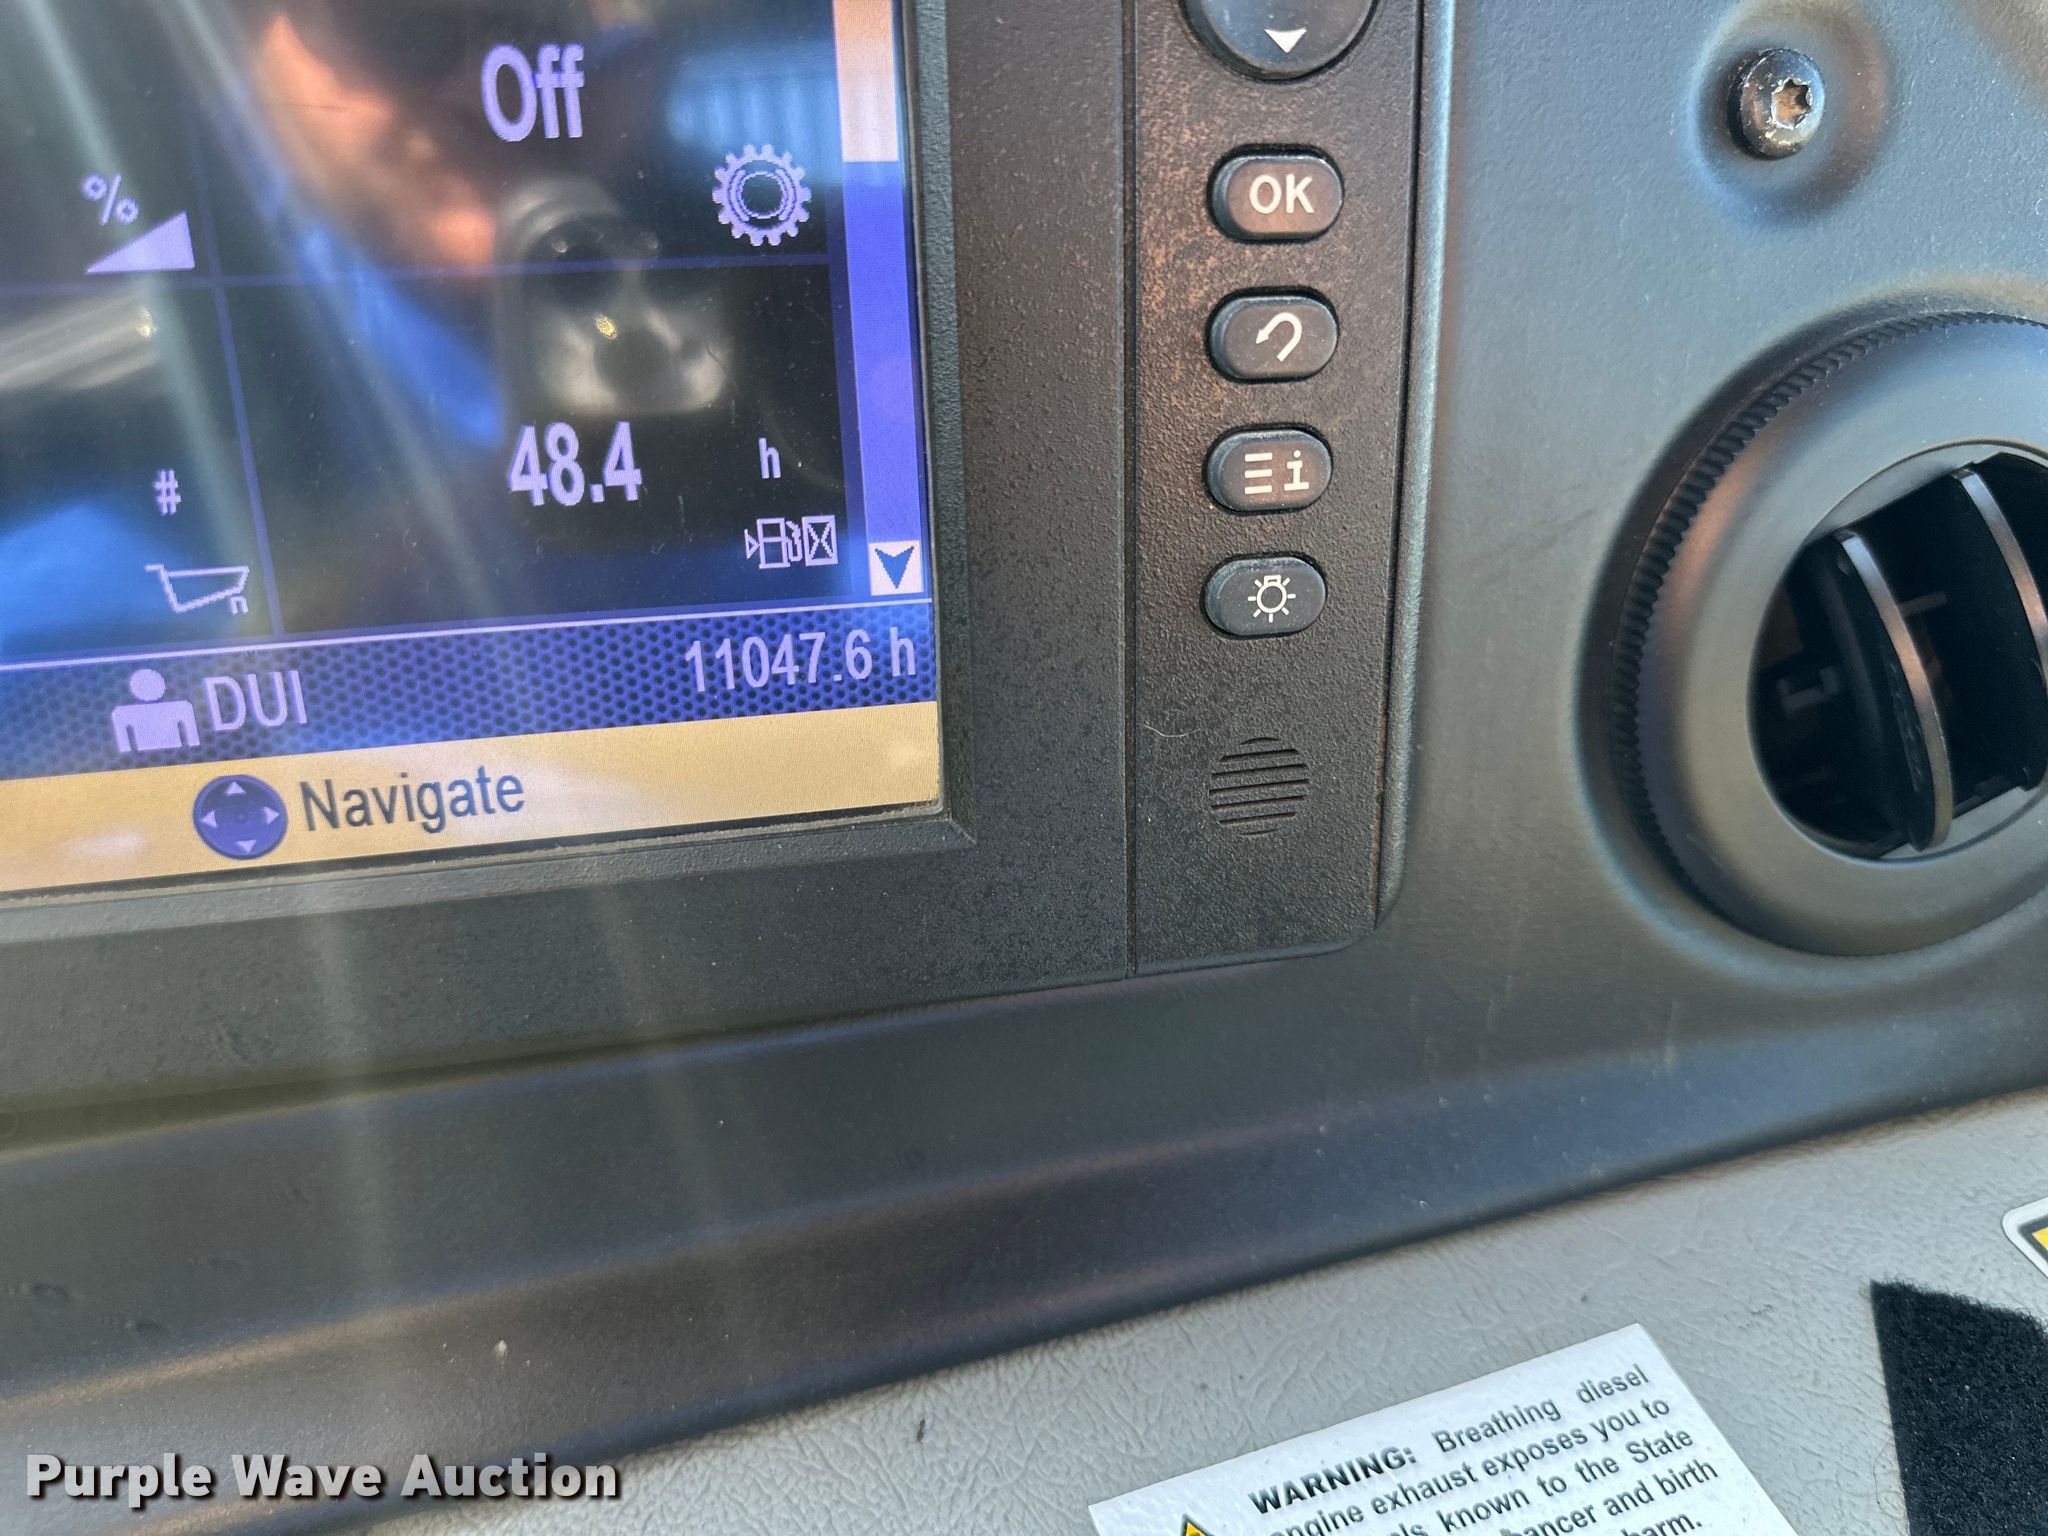 Off
%
OK
48.4 h
#
i
11047.6 h
DUI
Navigate
WARNING: Breathing diesel
engine exhaust exposes you to
known to the State
cancer and birth
harm.
Purple Wave Auction